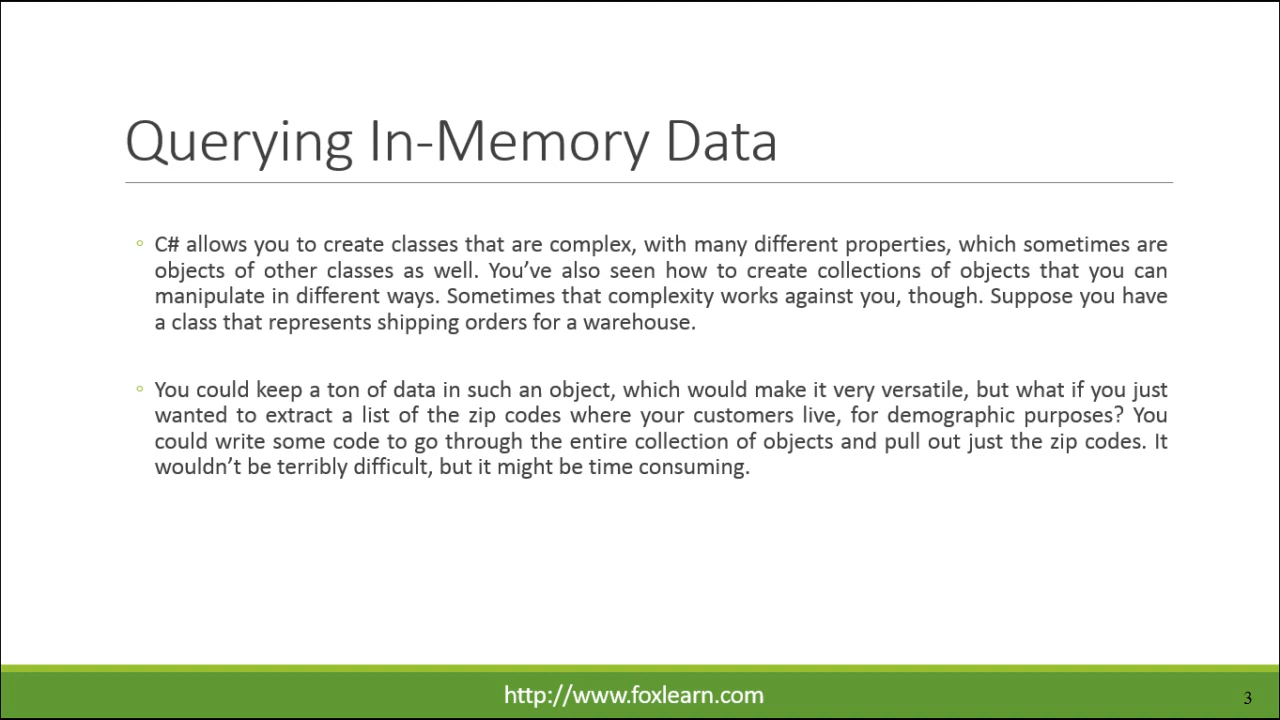 Querying In-Memory Data
◦ C# allows you to create classes that are complex, with many different properties, which sometimes are
objects of other classes as well. You’ve also seen how to create collections of objects that you can
manipulate in different ways. Sometimes that complexity works against you, though. Suppose you have
a class that represents shipping orders for a warehouse.
◦ You could keep a ton of data in such an object, which would make it very versatile, but what if you just
wanted to extract a list of the zip codes where your customers live, for demographic purposes? You
could write some code to go through the entire collection of objects and pull out just the zip codes. It
wouldn’t be terribly difficult, but it might be time consuming.
http://www.foxlearn.com
3